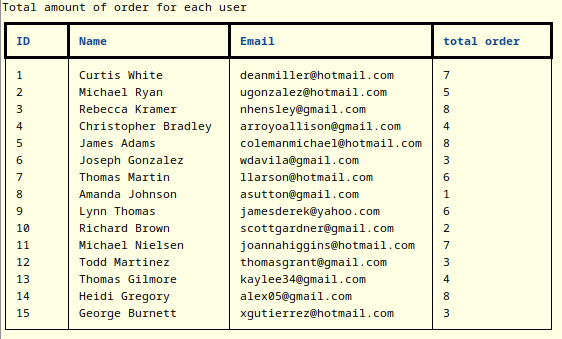 Total amount of order for each user
ID Name Email total order
1 Curtis White deanmiller@hotmail.com 7
2 Michael Ryan ugonzalez@hotmail.com 5
3 Rebecca Kramer nhensley@gmail.com 8
4 Christopher Bradley arroyoallison@gmail.com 4
5 James Adams colemanmichael@hotmail.com 8
6 Joseph Gonzalez wdavila@gmail.com 3
7 Thomas Martin llarson@hotmail.com 6
8 Amanda Johnson asutton@gmail.com 1
9 Lynn Thomas jamesderek@yahoo.com 6
10 Richard Brown scottgardner@gmail.com 2
11 Michael Nielsen joannahiggins@hotmail.com 7
12 Todd Martinez thomasgrant@gmail.com 3
13 Thomas Gilmore kaylee34@gmail.com 4
14 Heidi Gregory alex05@gmail.com 8
15 George Burnett xgutierrez@hotmail.com 3